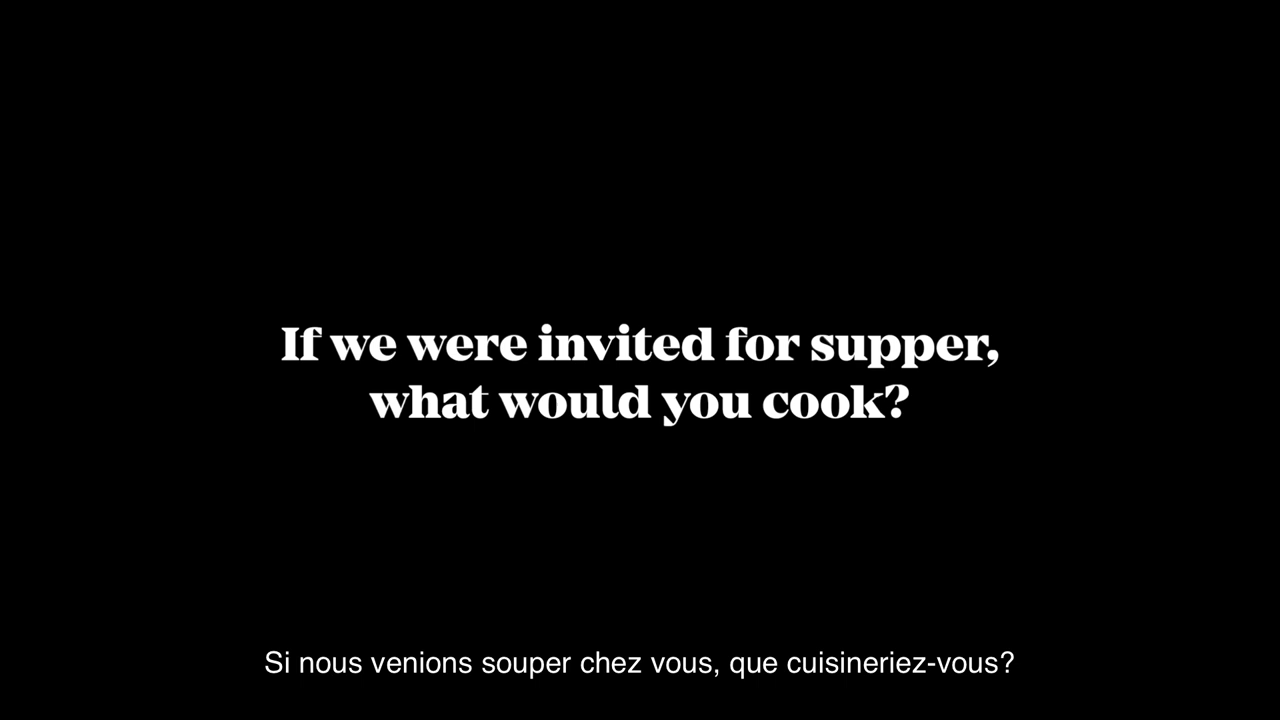 If we were invited for supper,
what would you cook?
Si nous venions souper chez vous, que cuisineriez-vous?